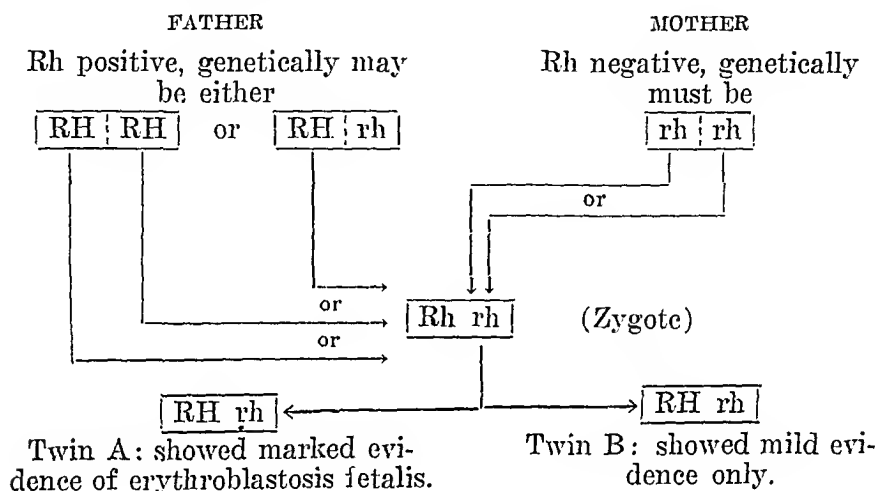 FATHER
Rh positive, genetically may
be either
RH RH or RH rh
MOTHER
Rh negative, genetically
must be
rh rh
or
or
or
Rh rh (Zygote)
RH rh
Twin A: showed marked evi-
dence of erythroblastosis fetalis.
RH rh
Twin B: showed mild evi-
dence only.